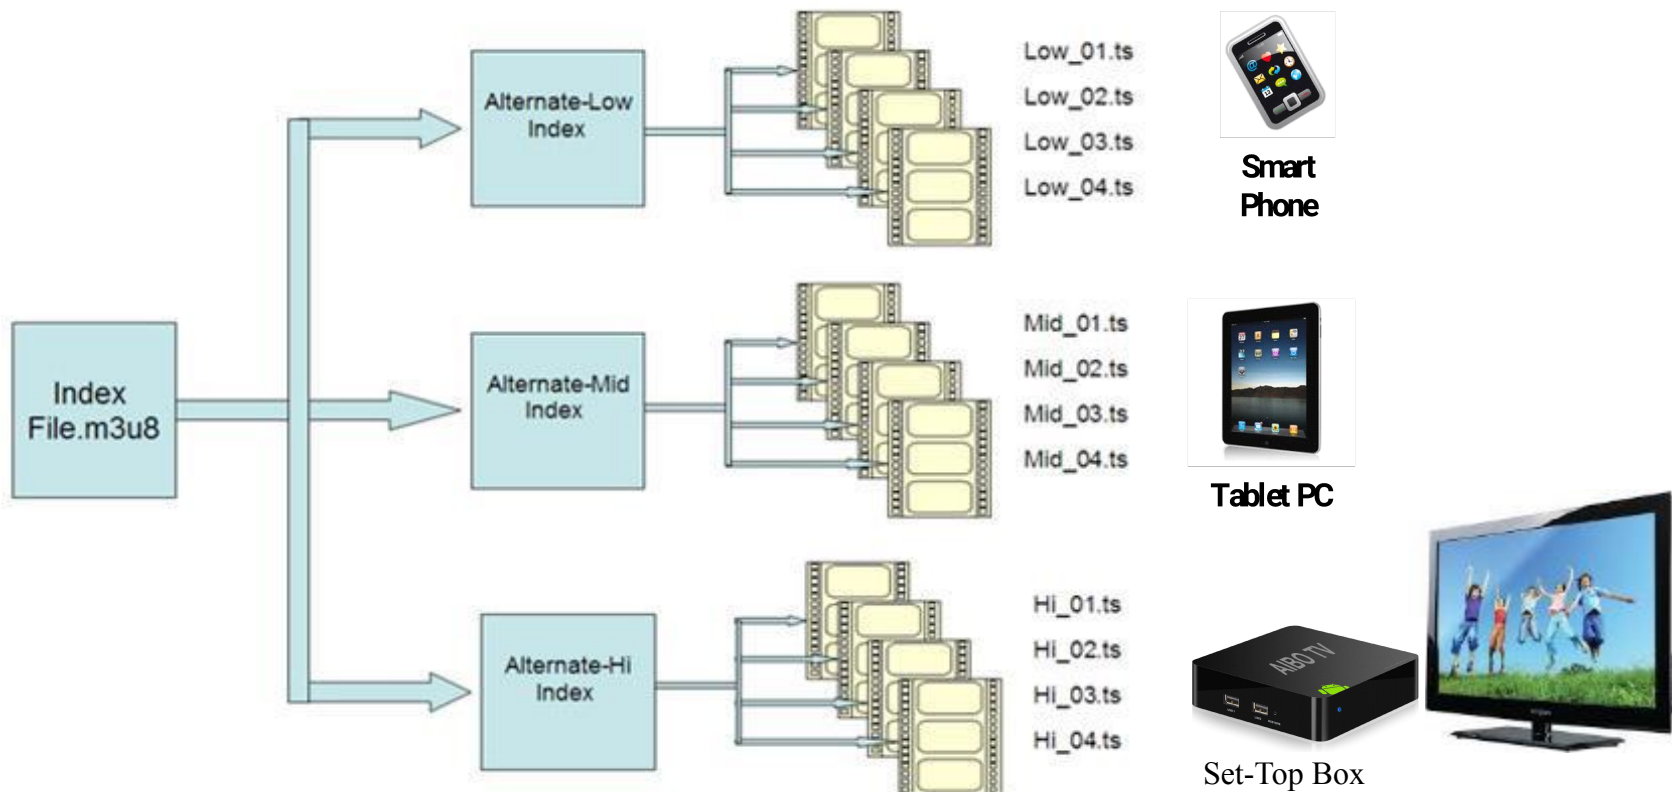 Index
File.m3u8
Alternate-Low
Index
Low_01.ts
Low_02.ts
Low_03.ts
Low_04.ts
Smart
Phone
Alternate-Mid
Index
Mid_01.ts
Mid_02.ts
Mid_03.ts
Mid_04.ts
Tablet PC
Alternate-Hi
Index
Hi_01.ts
Hi_02.ts
Hi_03.ts
Hi_04.ts
AIBO TV
Set-Top Box